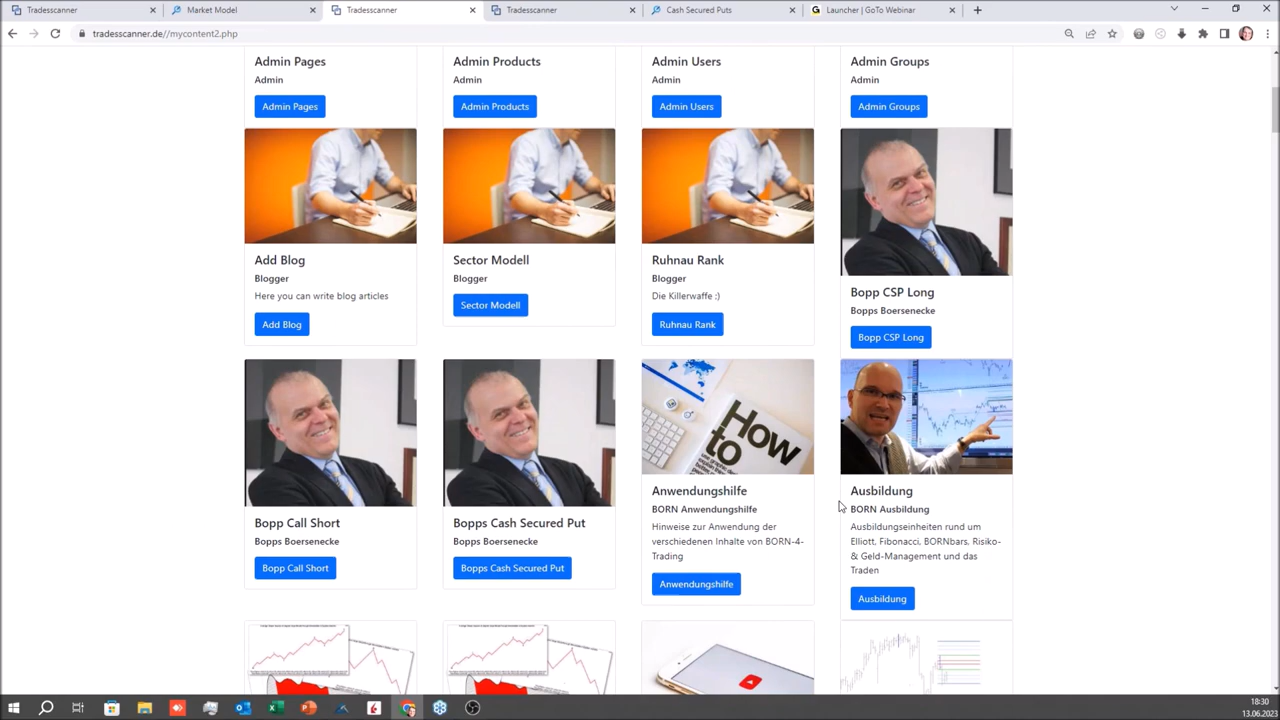 Tradesscanner
Market Model
Tradesscanner
Tradesscanner
Cash Secured Puts
Launcher | GoTo Webinar
tradesscanner.de//mycontent2.php
Admin Pages
Admin
Admin Pages
Admin Products
Admin
Admin Products
Admin Users
Admin
Admin Users
Admin Groups
Admin
Admin Groups
Add Blog
Blogger
Here you can write blog articles
Add Blog
Sector Modell
Blogger
Sector Modell
Ruhnau Rank
Blogger
Die Killerwaffe ;)
Ruhnau Rank
Bopp CSP Long
Bopps Boersenecke
Bopp CSP Long
Bopp Call Short
Bopps Boersenecke
Bopp Call Short
Bopps Cash Secured Put
Bopps Boersenecke
Bopps Cash Secured Put
How
to
Anwendungshilfe
BORN Anwendungshilfe
Hinweise zur Anwendung der
verschiedenen Inhalte von BORN-4-
Trading
Anwendungshilfe
Ausbildung
BORN Ausbildung
Ausbildungseinheiten rund um
Elliott, Fibonacci, BORNbars, Risiko-
& Geld-Management und das
Traden
Ausbildung
18:30
13.06.2023